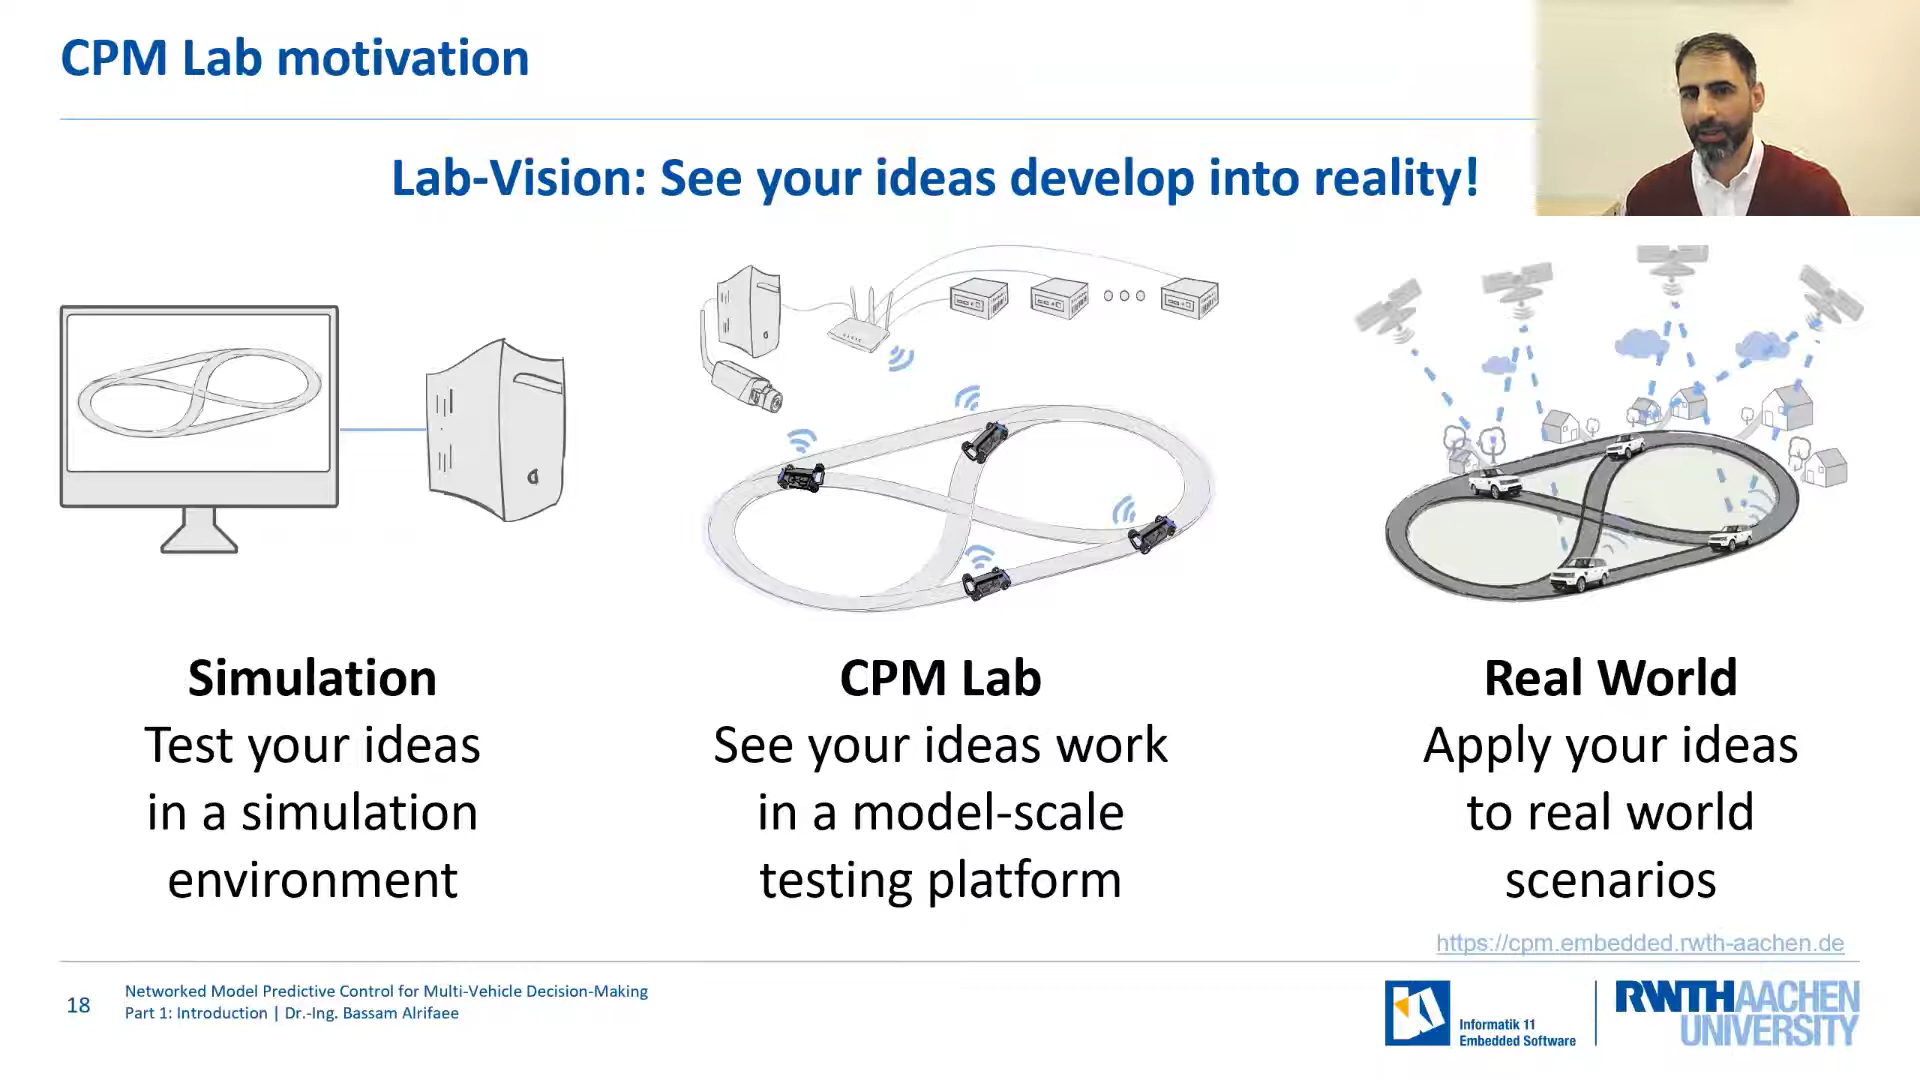 CPM Lab motivation
Lab-Vision: See your ideas develop into reality!
Simulation
Test your ideas
in a simulation
environment
CPM Lab
See your ideas work
in a model-scale
testing platform
Real World
Apply your ideas
to real world
scenarios
https://cpm.embedded.rwth-aachen.de
18
Networked Model Predictive Control for Multi-Vehicle Decision-Making
Part 1: Introduction | Dr.-Ing. Bassam Alrifaee
Informatik 11
Embedded Software
RWTHAACHEN
UNIVERSITY